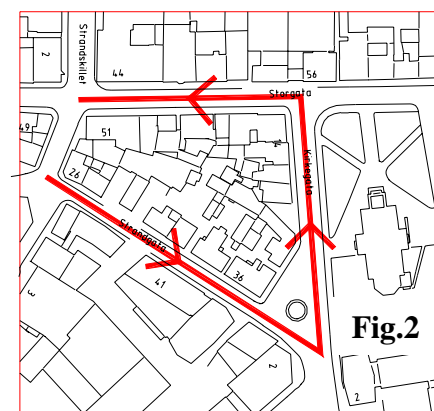 Strandskillet
2
44
56
Storgata
49
51
Kirkegata
26
Strandgata
36
3
41
Fig.2
2
2